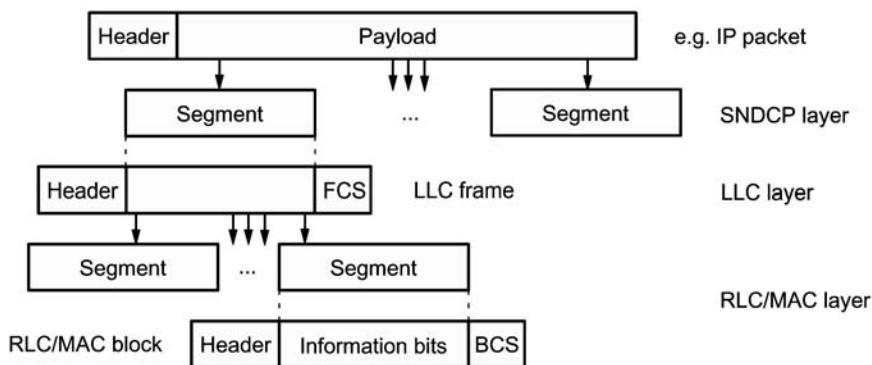 Header Payload e.g. IP packet
Segment ... Segment SNDCP layer
Header FCS LLC frame LLC layer
Segment ... Segment
RLC/MAC layer
RLC/MAC block Header Information bits BCS